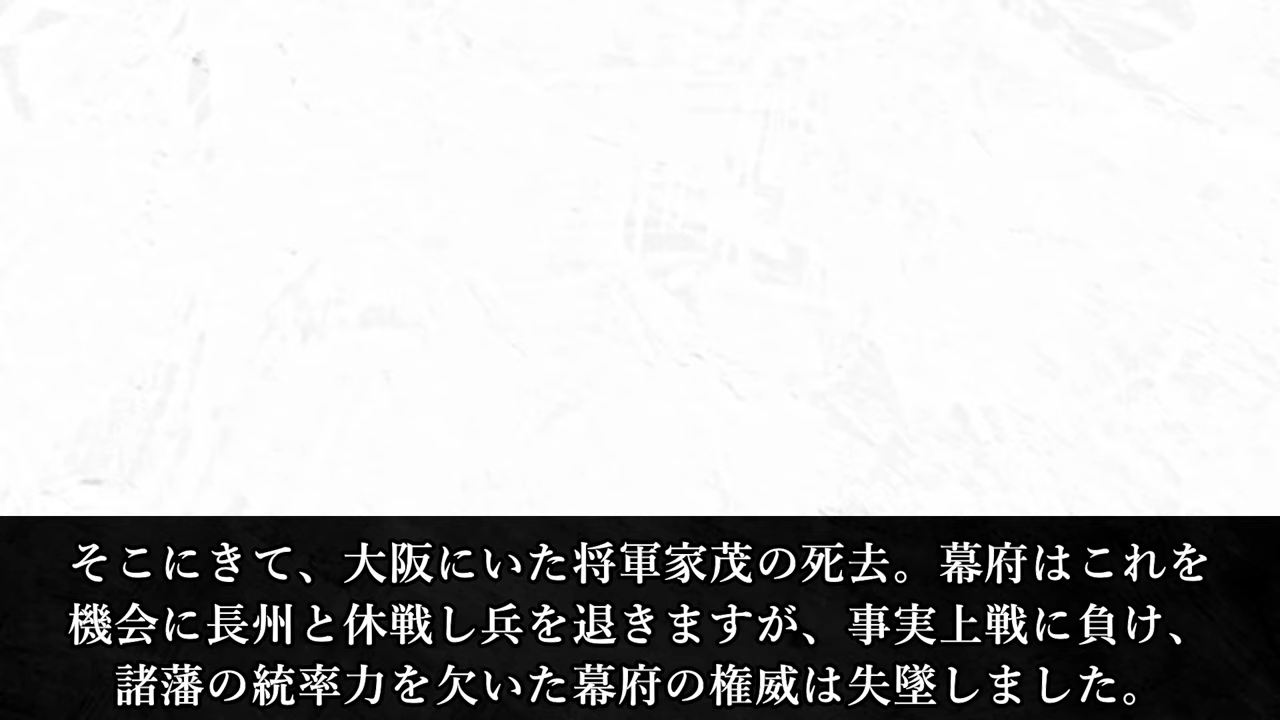 そこにきて、大阪にいた将軍家茂の死去。幕府はこれを
機会に長州と休戦し兵を退きますが、事実上戦に負け、
諸藩の統率力を欠いた幕府の権威は失墜しました。